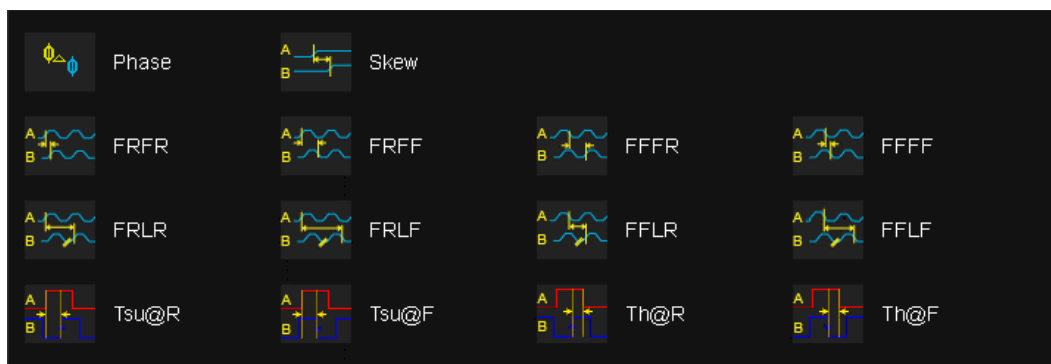 Phase A B Skew
A B FRFR A B FRFF A B FFFR A B FFFF
A B FRLR A B FRLF A B FFLR A B FFLF
A B Tsu@R A B Tsu@F A B Th@R A B Th@F